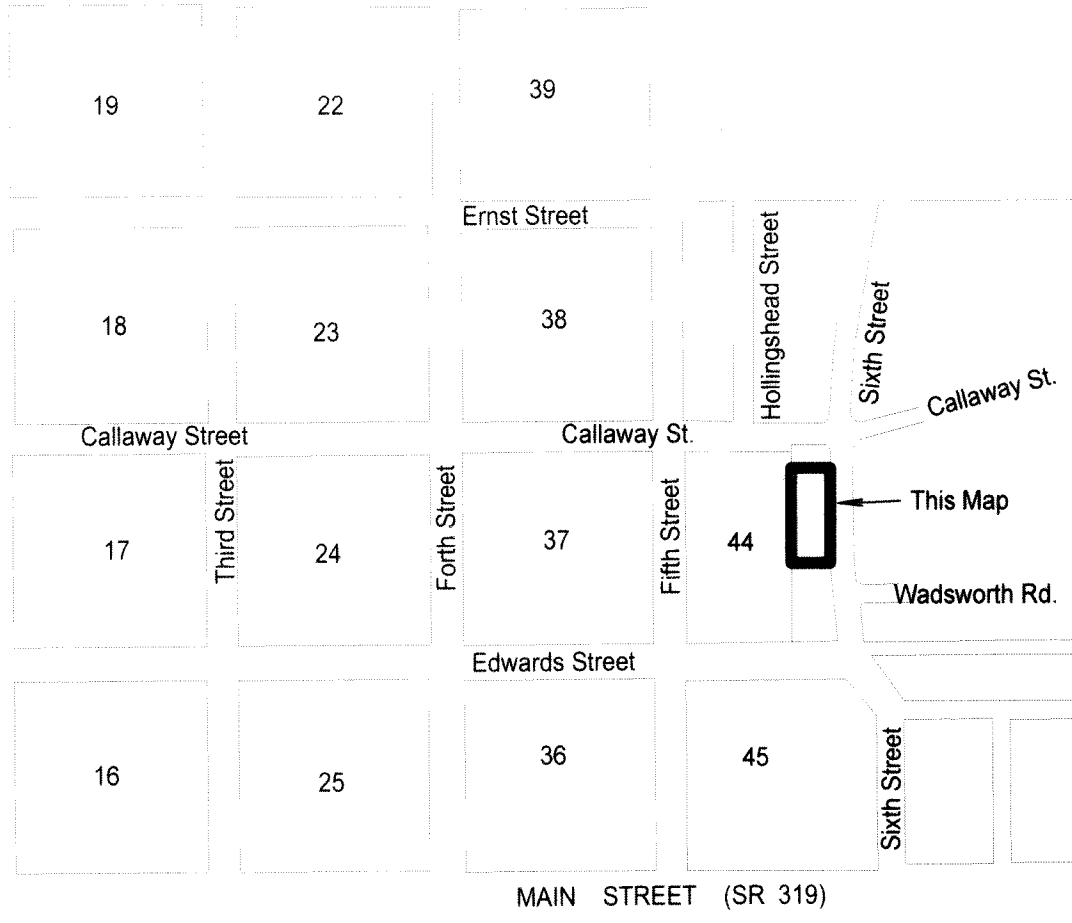 19
22
39
Ernst Street
Hollingshead Street
Sixth Street
18
23
38
Callaway St.
Callaway Street
Callaway St.
Third Street
Forth Street
Fifth Street
This Map
17
24
37
44
Wadsworth Rd.
Edwards Street
16
25
36
45
Sixth Street
MAIN STREET (SR 319)